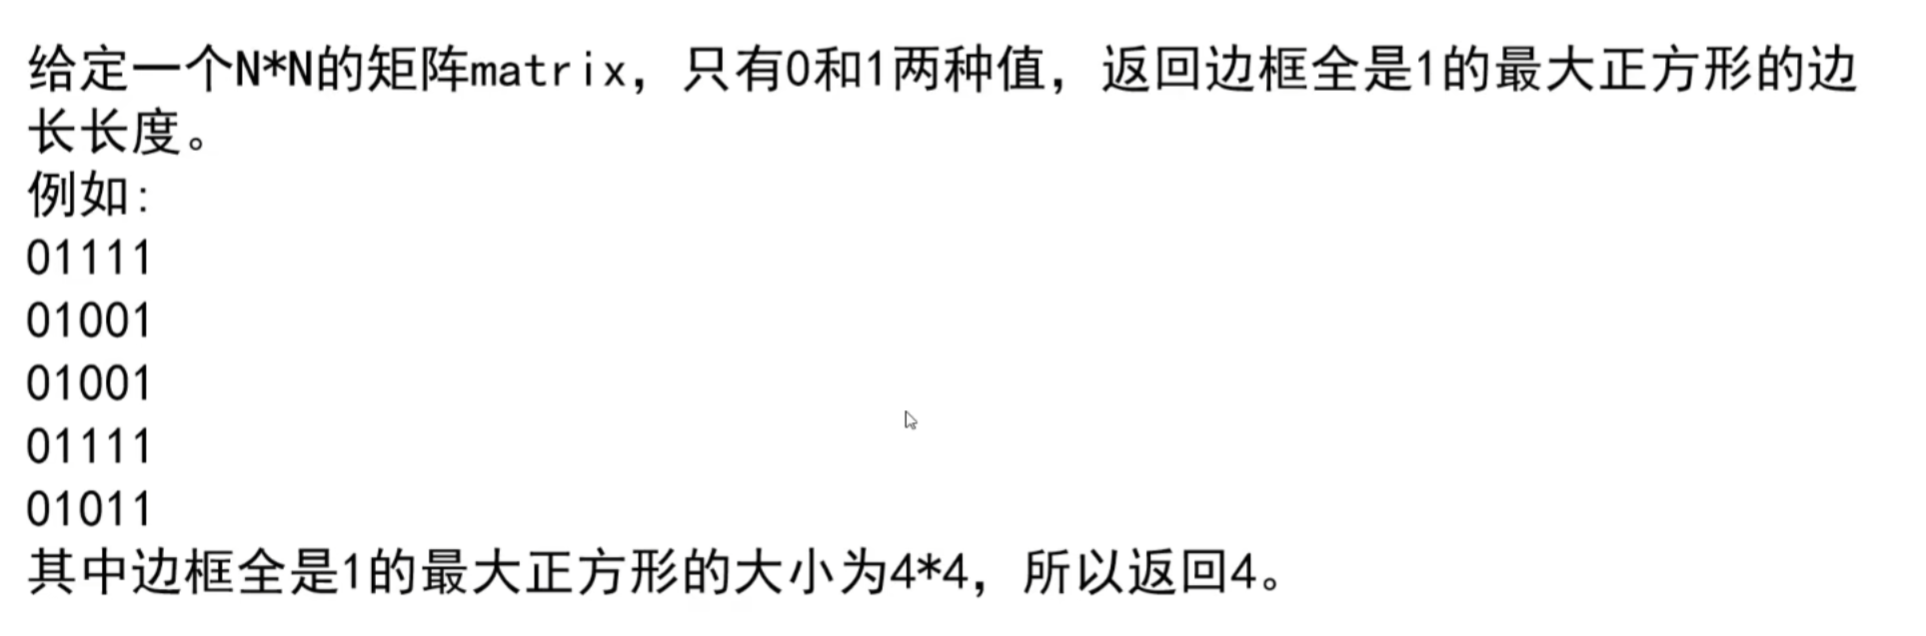 给定一个N*N的矩阵matrix，只有0和1两种值，返回边框全是1的最大正方形的边
长长度。
例如：
01111
01001
01001
01111
01011
其中边框全是1的最大正方形的大小为4*4，所以返回4。